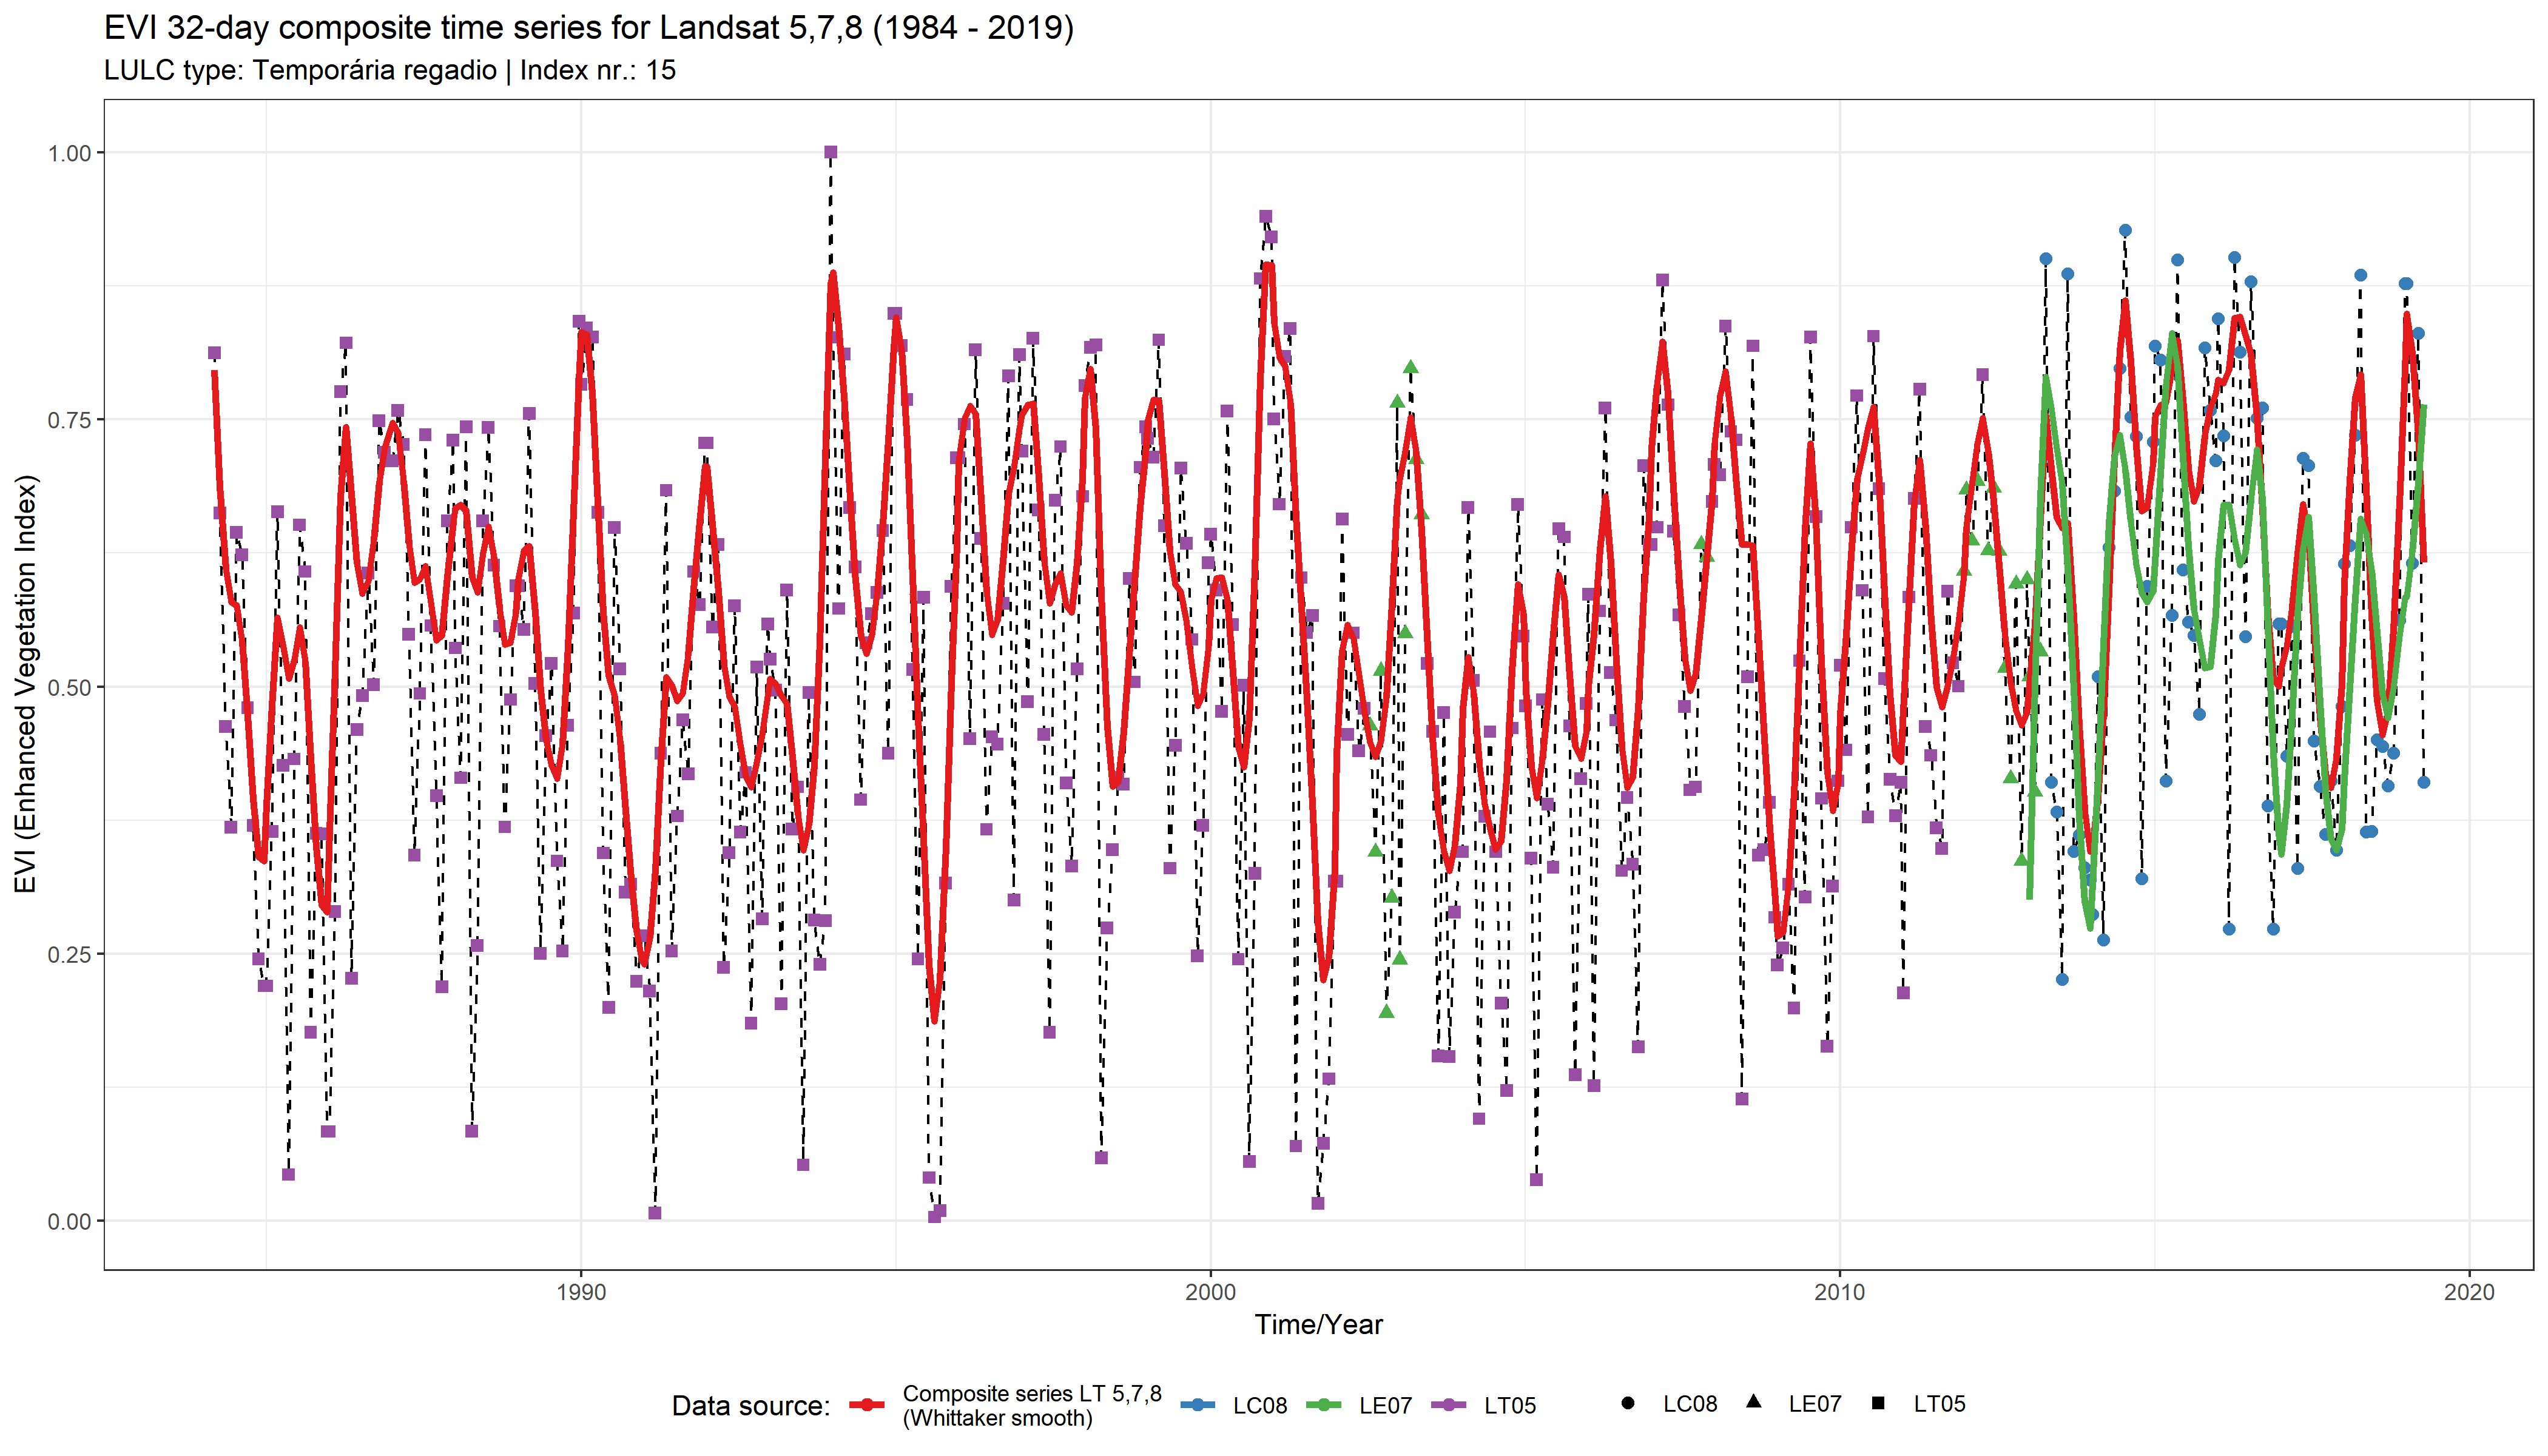 EVI 32-day composite time series for Landsat 5,7,8 (1984 - 2019)
LULC type: Temporária regadio | Index nr.: 15
EVI (Enhanced Vegetation Index)
1.00
0.75
0.50
0.25
0.00
1990
2000
2010
2020
Time/Year
Data source:
Composite series LT 5,7,8
(Whittaker smooth)
LC08
LE07
LT05
LC08
LE07
LT05